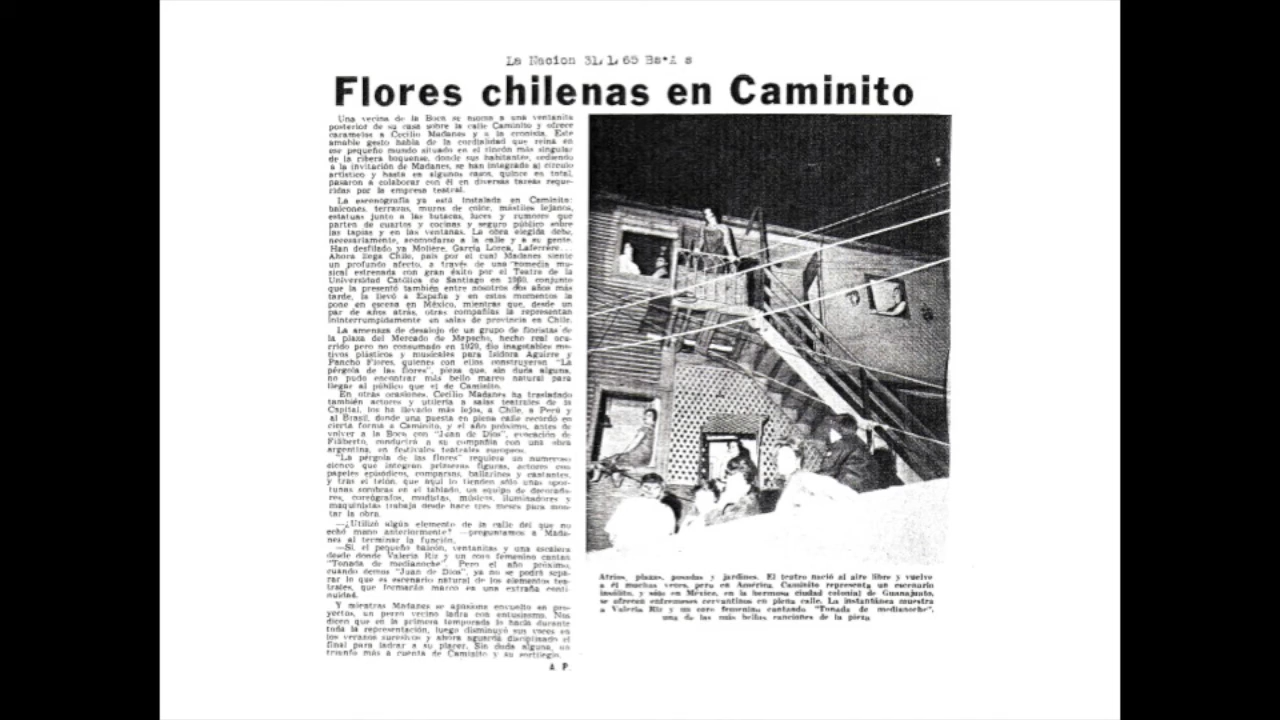 La Nacion 31.1.65 Bs.A s
Flores chilenas en Caminito
Una vecina de la Boca se asoma a una ventanita
posterior de su casa sobre la calle Caminito y ofrece
caramelos a Cecilio Madanes y a la cronista. Este
amable gesto habla de la cordialidad que reina en
ese pequeño mundo situado en el rincón más singular
de la ribera boquense, donde sus habitantes, cediendo
a la invitación de Madanes, se han integrado al círculo
artístico y hasta en algunos casos, quince en total,
pasaron a colaborar con él en diversas tareas reque-
ridas por la empresa teatral.
La escenografía ya está instalada en Caminito:
balcones, terrazas, muros de color, mástiles lejanos,
estatuas junto a las butacas, luces y rumores que
parten de cuartos y cocinas y seguro público sobre
las tapias y en las ventanas. La obra elegida debe,
necesariamente, acomodarse a la calle y a su gente.
Han desfilado ya Molière, García Lorca, Laferrère...
Ahora llega Chile, país por el cual Madanes siente
un profundo afecto, a través de una comedia mu-
sical estrenada con gran éxito por el Teatro de la
Universidad Católica de Santiago en 1960, conjunto
que la presentó también entre nosotros dos años más
tarde, la llevó a España y en estos momentos la
pone en escena en México, mientras que, desde un
par de años atrás, otras compañías la representan
ininterrumpidamente en salas de provincia en Chile.
La amenaza de desalojo de un grupo de floristas de
la plaza del Mercado de Mapocho, hecho real ocu-
rrido pero no consumado en 1929, dio inagotables mo-
tivos plásticos y musicales para Isidora Aguirre y
Pancho Flores, quienes con ellos construyeron "La
pérgola de las flores", pieza que, sin duda alguna,
no pudo encontrar más bello marco natural para
llegar al público que el de Caminito.
En otras ocasiones, Cecilio Madanes ha trasladado
también actores y utilería a salas teatrales de la
Capital, los ha llevado más lejos, a Chile, a Perú y
al Brasil, donde una puesta en plena calle recordó en
cierta forma a Caminito, y el año próximo, antes de
volver a la Boca con "Juan de Dios", evocación de
Filiberto, conducirá a su compañía con una obra
argentina, en festivales teatrales europeos.
"La pérgola de las flores" requiere un numeroso
elenco que integran primeras figuras, actores con
papeles episódicos, comparsas, bailarines y cantantes,
y tras el telón, que aquí lo tienden sólo unas opor-
tunas sombras en el tablado, un equipo de decorado-
res, coreógrafos, modistas, músicos, iluminadores y
maquinistas trabaja desde hace tres meses para mon-
tar la obra.
—¿Utilizó algún elemento de la calle del que no
echó mano anteriormente? —preguntamos a Mada-
nes al terminar la función.
—Sí, el pequeño balcón, ventanitas y una escalera
desde donde Valeria Riz y un coro femenino cantan
"Tonada de medianoche". Pero el año próximo,
cuando demos "Juan de Dios", ya no se podrá sepa-
rar lo que es escenario natural de los elementos tea-
trales, que formarán marco en una extraña conti-
nuidad.
Y mientras Madanes se apasiona envuelto en pro-
yectos, un perro vecino ladra con entusiasmo. Nos
dicen que en la primera temporada lo hacía durante
toda la representación, luego disminuyó sus voces en
los veranos sucesivos y ahora aguarda disciplinado el
final para ladrar a su placer. Sin duda alguna, un
triunfo más a cuenta de Caminito y su sortilegio.
A. P.
Atrios, plazas, posadas y jardines. El teatro nació al aire libre y vuelve
a él muchas veces, pero en América, Caminito representa un escenario
insólito, y sólo en México, en la hermosa ciudad colonial de Guanajuato,
se ofrecen entremeses cervantinos en plena calle. La instantánea muestra
a Valeria Riz y un coro femenino cantando "Tonada de medianoche",
una de las más bellas canciones de la pieza